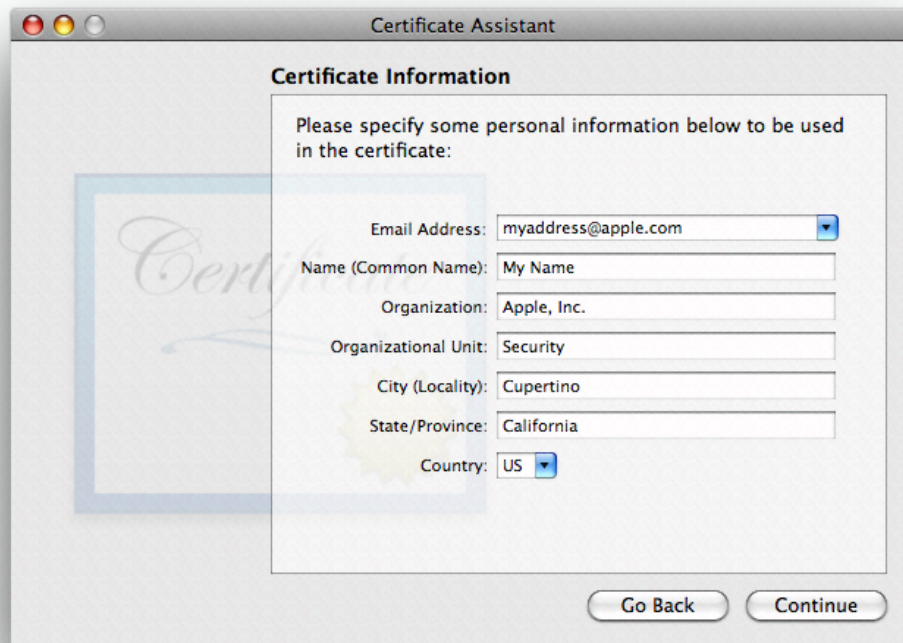 Certificate Assistant
Certificate Information
Please specify some personal information below to be used
in the certificate:
Certificate
Email Address: myaddress@apple.com
Name (Common Name): My Name
Organization: Apple, Inc.
Organizational Unit: Security
City (Locality): Cupertino
State/Province: California
Country: US
Go Back Continue